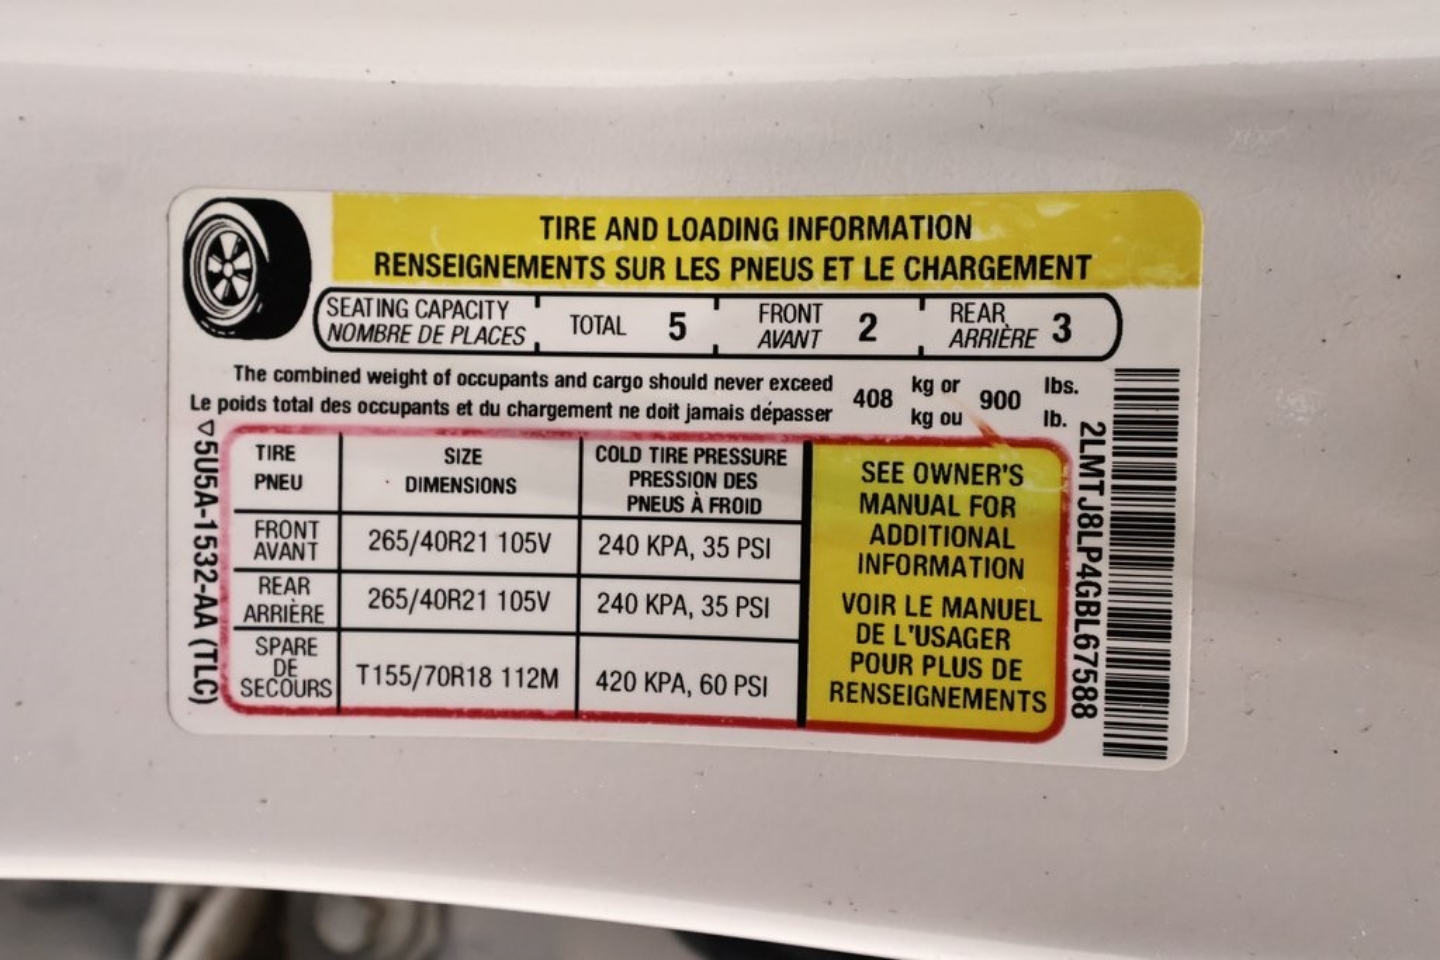 TIRE AND LOADING INFORMATION
RENSEIGNEMENTS SUR LES PNEUS ET LE CHARGEMENT
SEATING CAPACITY
NOMBRE DE PLACES
TOTAL 5
FRONT
AVANT
2
REAR
ARRIÈRE
3
The combined weight of occupants and cargo should never exceed
Le poids total des occupants et du chargement ne doit jamais dépasser
408
kg or
kg ou
900
lbs.
lb.
TIRE
PNEU
SIZE
DIMENSIONS
COLD TIRE PRESSURE
PRESSION DES
PNEUS À FROID
FRONT
AVANT
265/40R21 105V
240 KPA, 35 PSI
REAR
ARRIÈRE
265/40R21 105V
240 KPA, 35 PSI
SPARE
DE
SECOURS
T155/70R18 112M
420 KPA, 60 PSI
SEE OWNER'S
MANUAL FOR
ADDITIONAL
INFORMATION
VOIR LE MANUEL
DE L'USAGER
POUR PLUS DE
RENSEIGNEMENTS
5U5A-1532-AA (TLC)
2LMTJ8LP4GBL67588